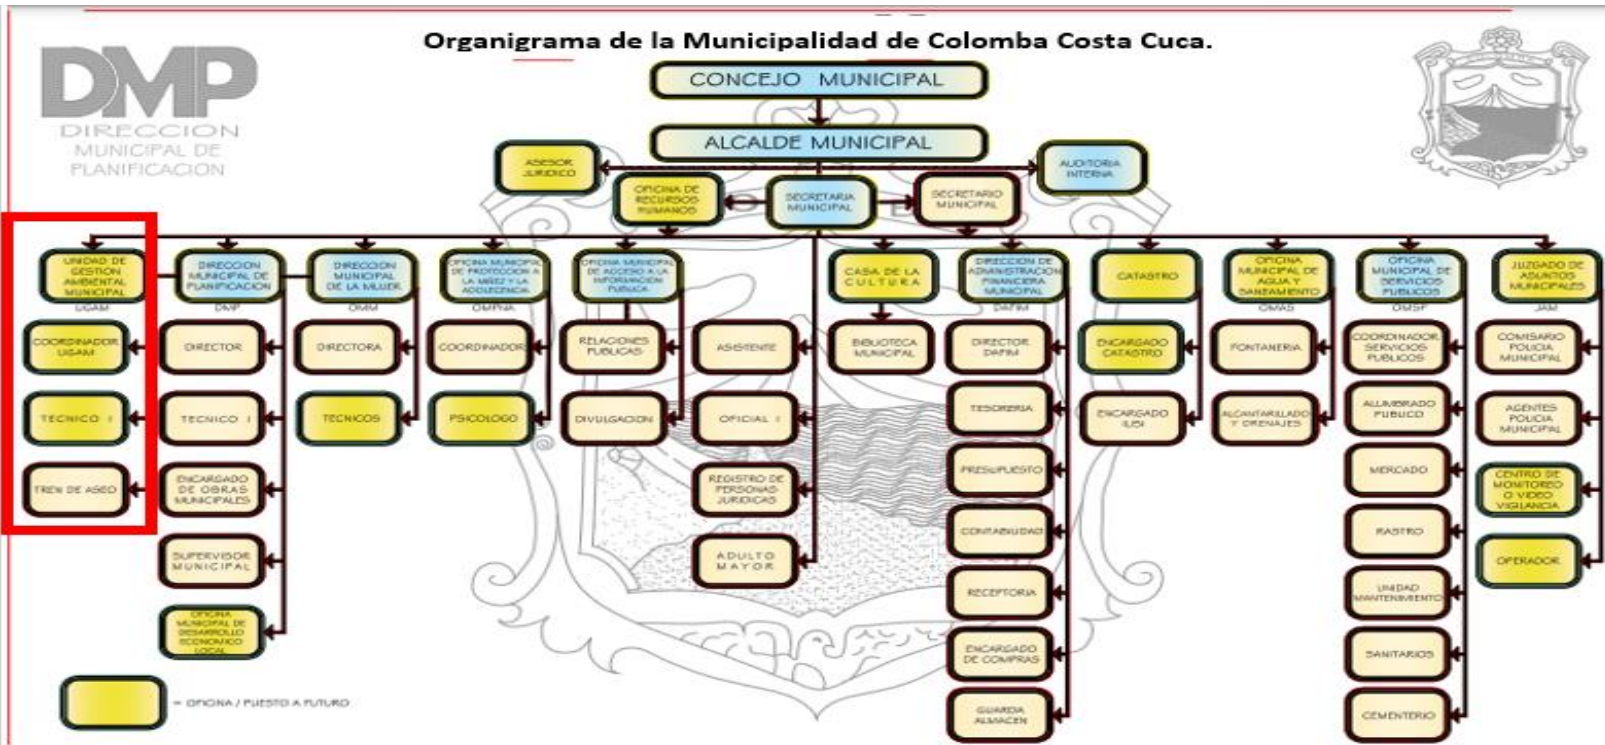 Organigrama de la Municipalidad de Colomba Costa Cuca.
DMP
DIRECCION
MUNICIPAL DE
PLANIFICACION
CONCEJO MUNICIPAL
ALCALDE MUNICIPAL
ASESOR
JURIDICO
AUDITORIA
INTERNA
OFICINA DE
RECURSOS
HUMANOS
SECRETARIA
MUNICIPAL
SECRETARIO
MUNICIPAL
UNIDAD DE
GESTION
AMBIENTAL
MUNICIPAL
UGAM
COORDINADOR
UGAM
TECNICO I
TREN DE ASEO
DIRECCION
MUNICIPAL DE
PLANIFICACION
DMP
DIRECTOR
TECNICO I
ENCARGADO
DE OBRAS
MUNICIPALES
SUPERVISOR
MUNICIPAL
OFICINA
MUNICIPAL DE
DESARROLLO
ECONOMICO
LOCAL
DIRECCION
MUNICIPAL
DE LA MUJER
OMM
DIRECTORA
TECNICOS
OFICINA MUNICIPAL
DE PROTECCION A
LA NIÑEZ Y LA
ADOLECENCIA
OMPNA
COORDINADOR
PSICOLOGO
OFICINA MUNICIPAL
DE ACCESO A LA
INFORMACION
PUBLICA
RELACIONES
PUBLICAS
DIVULGACION
ASISTENTE
OFICIAL I
REGISTRO DE
PERSONAS
JURIDICAS
ADULTO
MAYOR
CASA DE LA
CULTURA
BIBLIOTECA
MUNICIPAL
DIRECCION DE
ADMINISTRACION
FINANCIERA
MUNICIPAL
DAFIM
DIRECTOR
DAFIM
TESORERIA
PRESUPUESTO
CONTABILIDAD
RECEPTORIA
ENCARGADO
DE COMPRAS
GUARDA
ALMACEN
CATASTRO
ENCARGADO
CATASTRO
ENCARGADO
IUSI
OFICINA
MUNICIPAL DE
AGUA Y
SANEAMIENTO
OMAS
FONTANERIA
ALCANTARILLADO
Y DRENAJES
OFICINA
MUNICIPAL DE
SERVICIOS
PUBLICOS
OMSP
COORDINADOR
SERVICIOS
PUBLICOS
ALUMBRADO
PUBLICO
MERCADO
RASTRO
UNIDAD
MANTENIMIENTO
SANITARIOS
CEMENTERIO
JUZGADO DE
ASUNTOS
MUNICIPALES
JAM
COMISARIO
POLICIA
MUNICIPAL
AGENTES
POLICIA
MUNICIPAL
CENTRO DE
MONITOREO
O VIDEO
VIGILANCIA
OPERADOR
= OFICINA / PUESTO A FUTURO